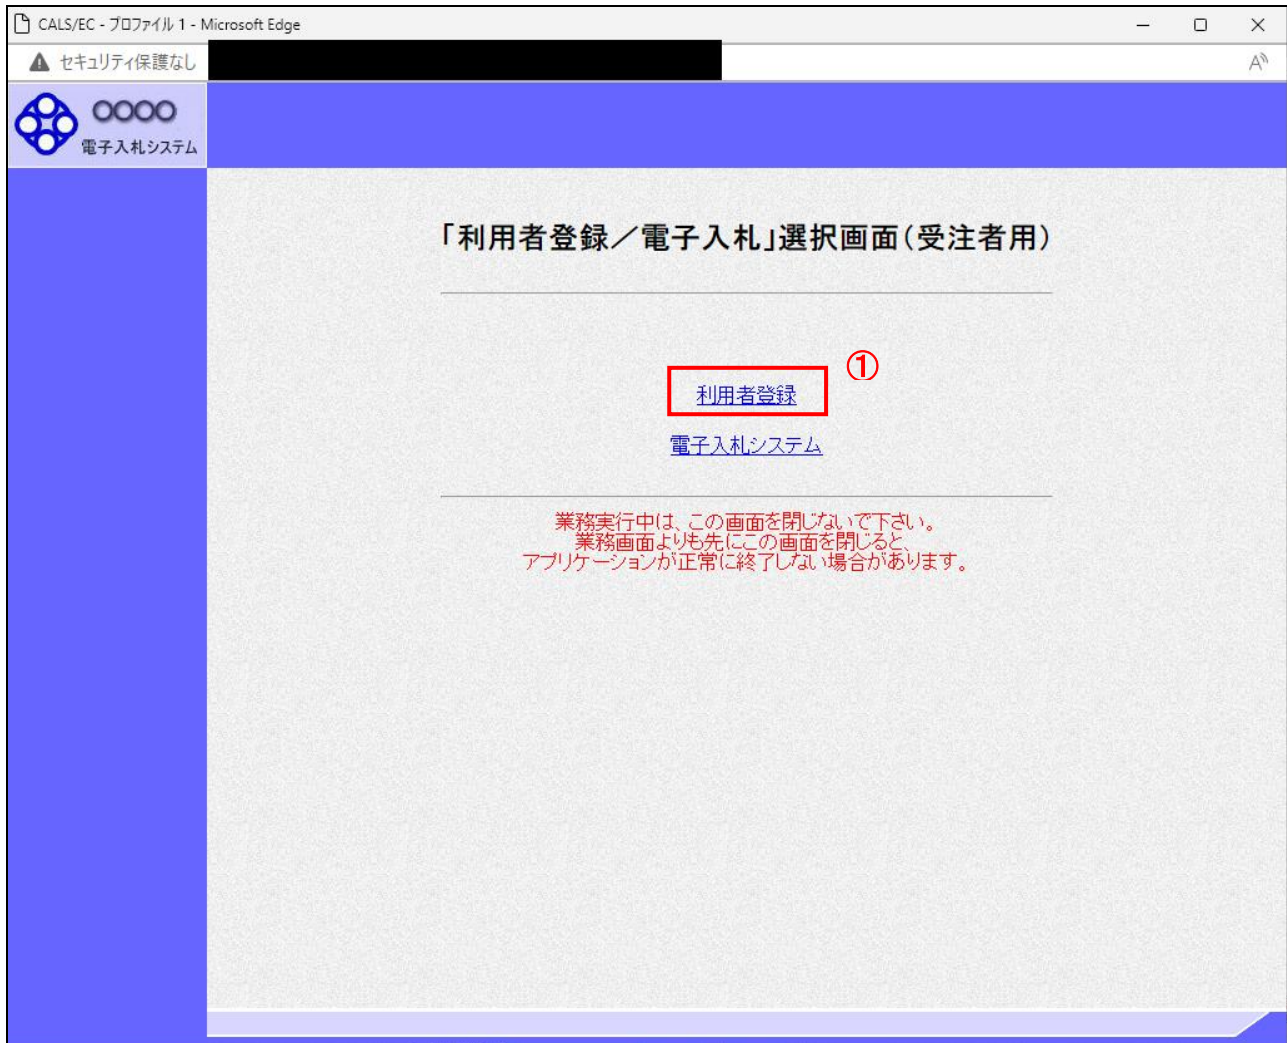 CALS/EC - プロファイル 1 - Microsoft Edge
セキュリティ保護なし
〇〇〇〇
電子入札システム
「利用者登録／電子入札」選択画面（受注者用）
①
利用者登録
電子入札システム
業務実行中は、この画面を閉じないで下さい。
業務画面よりも先にこの画面を閉じると、
アプリケーションが正常に終了しない場合があります。